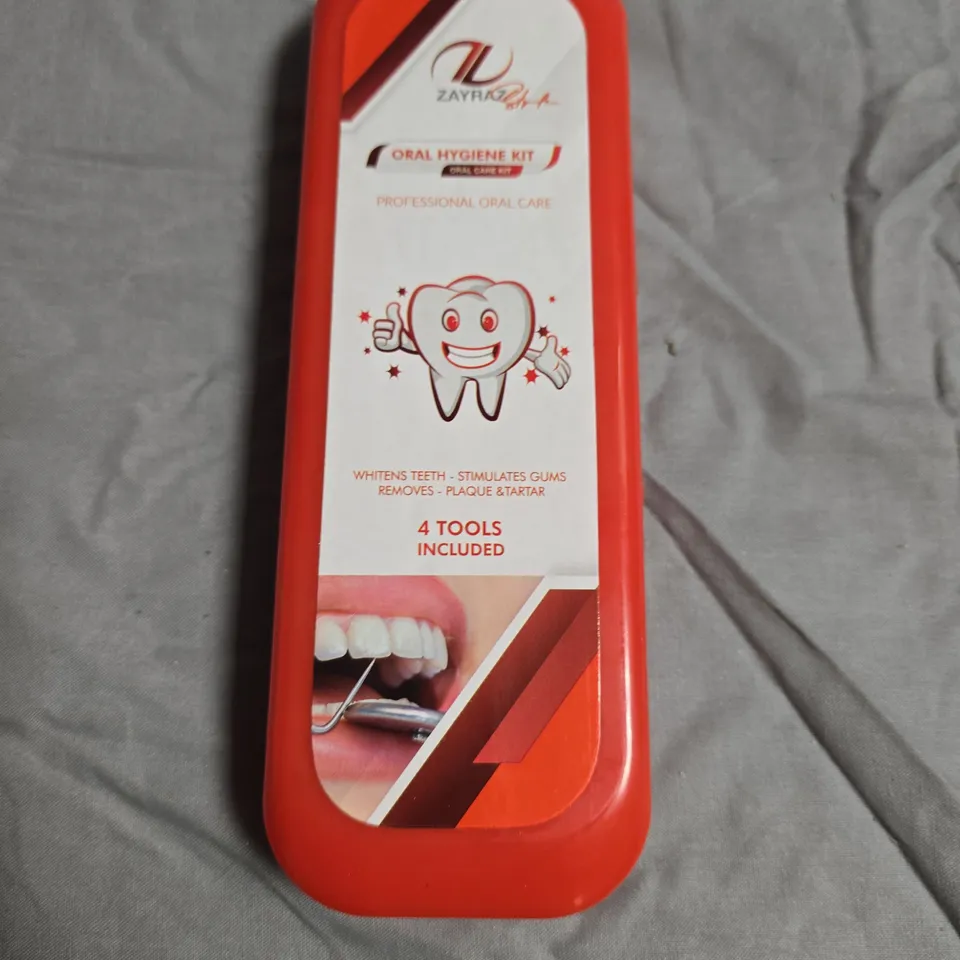 ZAYRAZ
ORAL HYGIENE KIT
ORAL CARE KIT
PROFESSIONAL ORAL CARE
WHITENS TEETH - STIMULATES GUMS
REMOVES - PLAQUE &TARTAR
4 TOOLS
INCLUDED